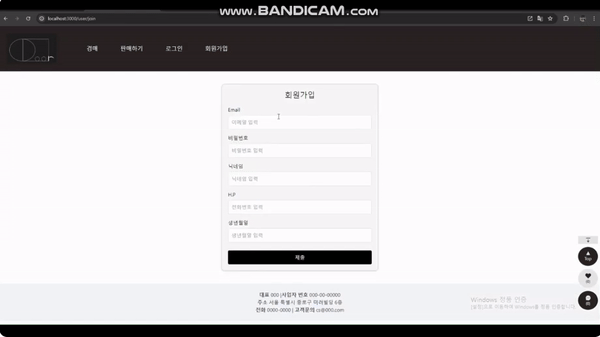 www.BANDICAM.com
localhost:3000/user/join
경매 판매하기 로그인 회원가입
회원가입
Email
이메일 입력
비밀번호
비밀번호 입력
닉네임
닉네임 입력
H.P
전화번호 입력
생년월일
생년월일 입력
제출
Top
대표 000 |사업자 번호 000-00-00000
주소 서울 특별시 종로구 미려빌딩 6층
전화 0000-0000 | 고객문의 cs@000.com
Windows 정품 인증
[설정]으로 이동하여 Windows를 정품 인증합니다.